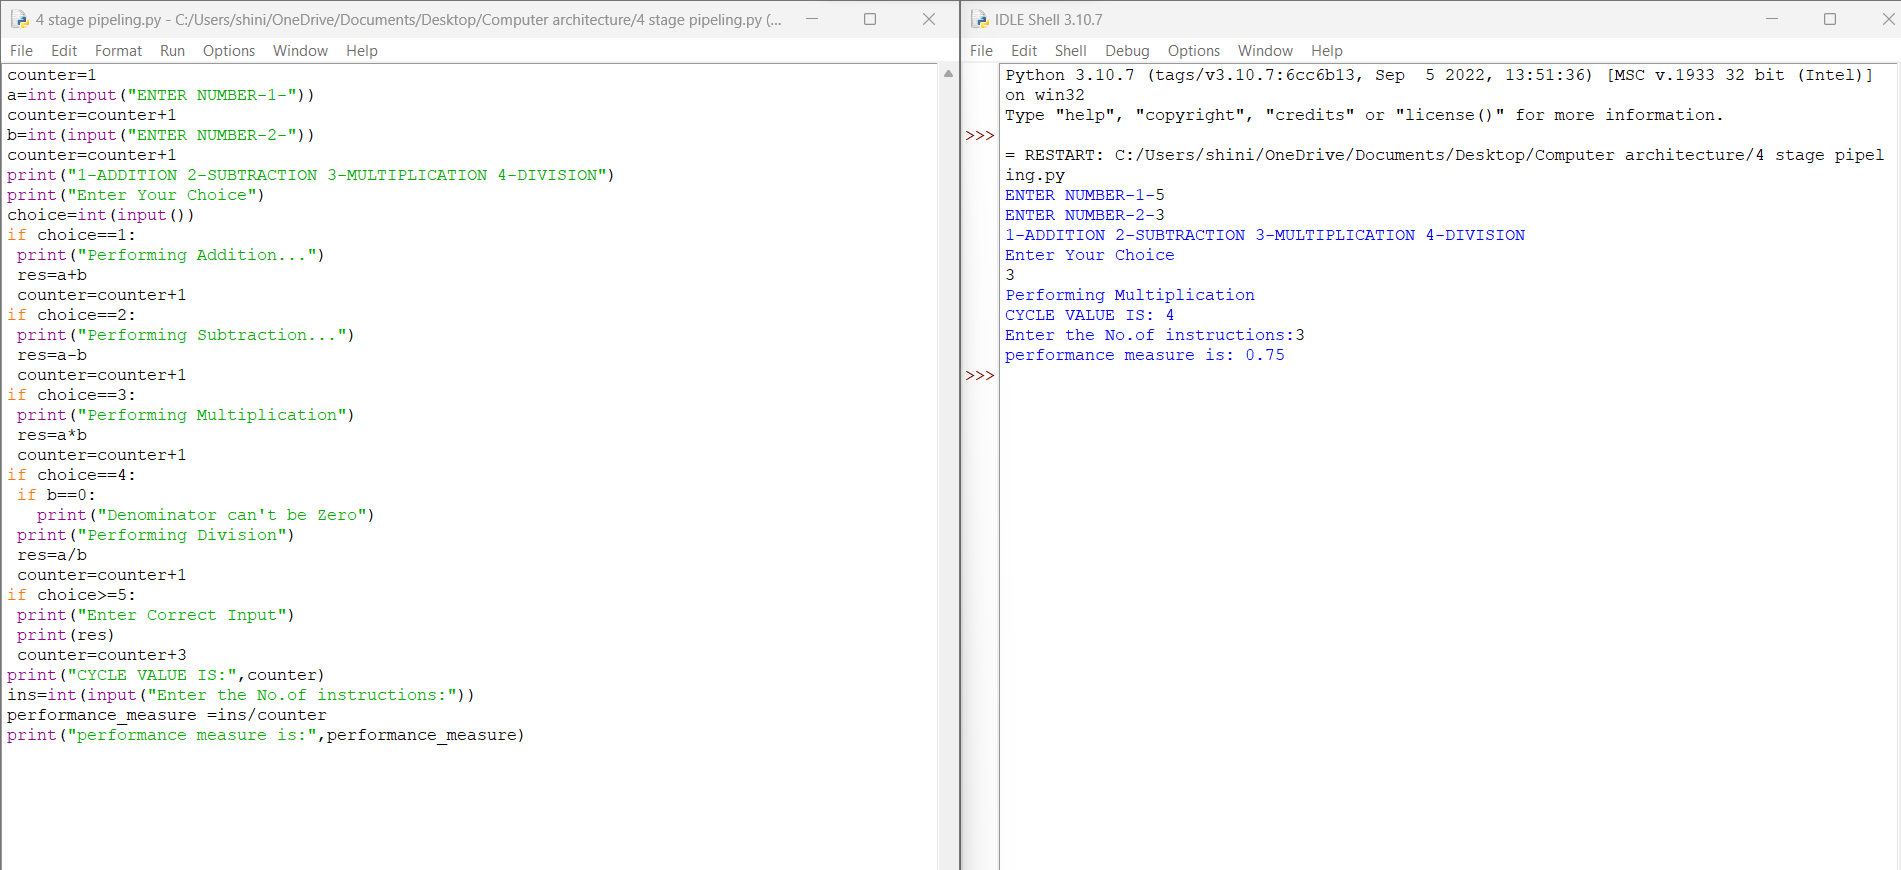 4 stage pipeling.py - C:/Users/shini/OneDrive/Documents/Desktop/Computer architecture/4 stage pipeling.py (...
File Edit Format Run Options Window Help
counter=1
a=int(input("ENTER NUMBER-1-"))
counter=counter+1
b=int(input("ENTER NUMBER-2-"))
counter=counter+1
print("1-ADDITION 2-SUBTRACTION 3-MULTIPLICATION 4-DIVISION")
print("Enter Your Choice")
choice=int(input())
if choice==1:
 print("Performing Addition...")
 res=a+b
 counter=counter+1
if choice==2:
 print("Performing Subtraction...")
 res=a-b
 counter=counter+1
if choice==3:
 print("Performing Multiplication")
 res=a*b
 counter=counter+1
if choice==4:
 if b==0:
   print("Denominator can't be Zero")
 print("Performing Division")
 res=a/b
 counter=counter+1
if choice>=5:
 print("Enter Correct Input")
 print(res)
 counter=counter+3
print("CYCLE VALUE IS:",counter)
ins=int(input("Enter the No.of instructions:"))
performance_measure =ins/counter
print("performance measure is:",performance_measure)
IDLE Shell 3.10.7
File Edit Shell Debug Options Window Help
Python 3.10.7 (tags/v3.10.7:6cc6b13, Sep  5 2022, 13:51:36) [MSC v.1933 32 bit (Intel)]
on win32
Type "help", "copyright", "credits" or "license()" for more information.
>>>
= RESTART: C:/Users/shini/OneDrive/Documents/Desktop/Computer architecture/4 stage pipel
ing.py
ENTER NUMBER-1-5
ENTER NUMBER-2-3
1-ADDITION 2-SUBTRACTION 3-MULTIPLICATION 4-DIVISION
Enter Your Choice
3
Performing Multiplication
CYCLE VALUE IS: 4
Enter the No.of instructions:3
performance measure is: 0.75
>>>